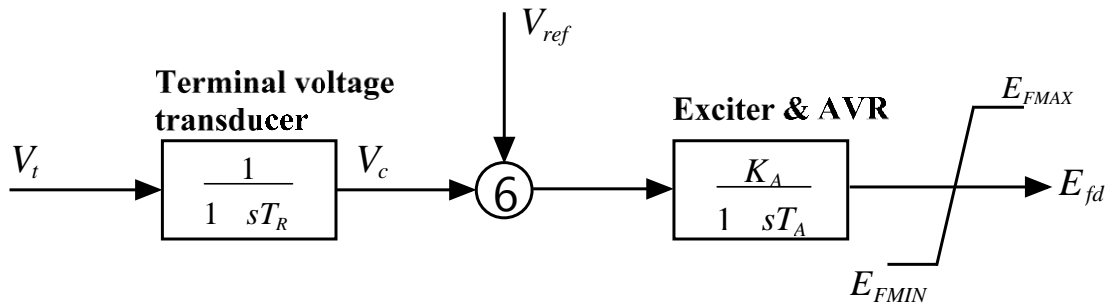 V_ref
Terminal voltage
transducer
Exciter & AVR
E_FMAX
V_t
1
1 sT_R
V_c
6
K_A
1 sT_A
E_fd
E_FMIN